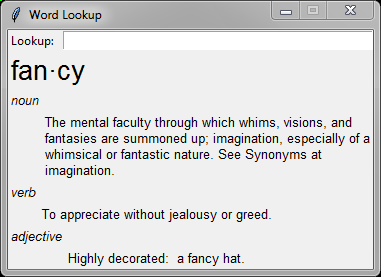 Word Lookup
Lookup:
fan·cy
noun
The mental faculty through which whims, visions, and
fantasies are summoned up; imagination, especially of a
whimsical or fantastic nature. See Synonyms at
imagination.
verb
To appreciate without jealousy or greed.
adjective
Highly decorated:  a fancy hat.